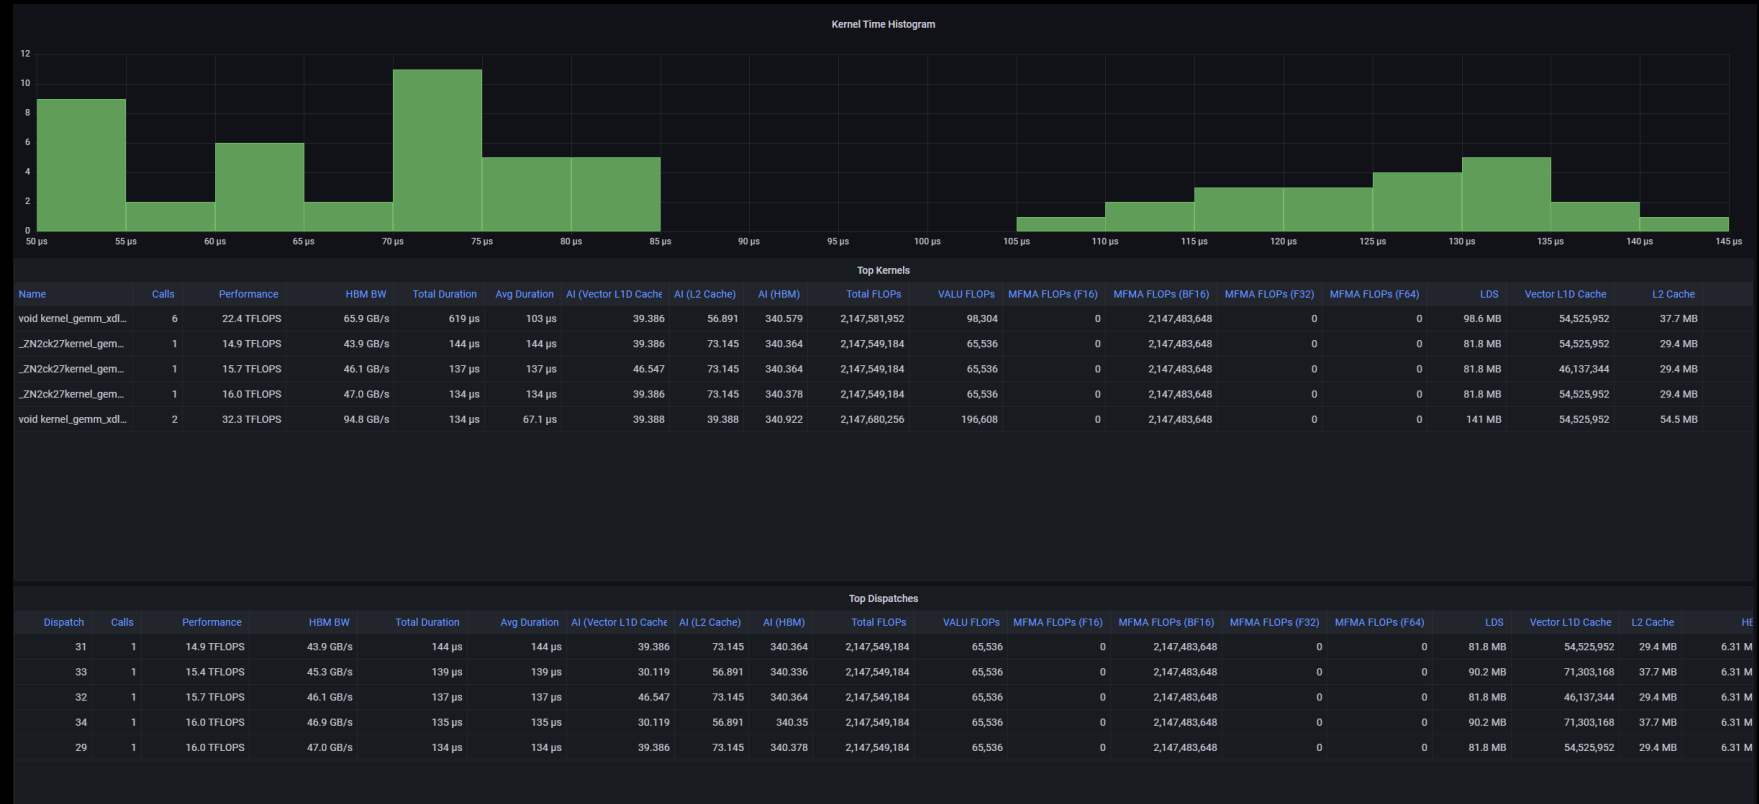 Kernel Time Histogram
12
10
8
6
4
2
0
50 µs 55 µs 60 µs 65 µs 70 µs 75 µs 80 µs 85 µs 90 µs 95 µs 100 µs 105 µs 110 µs 115 µs 120 µs 125 µs 130 µs 135 µs 140 µs 145 µs
Top Kernels
Name Calls Performance HBM BW Total Duration Avg Duration AI (Vector L1D Cache AI (L2 Cache) AI (HBM) Total FLOPs VALU FLOPs MFMA FLOPs (F16) MFMA FLOPs (BF16) MFMA FLOPs (F32) MFMA FLOPs (F64) LDS Vector L1D Cache L2 Cache
void kernel_gemm_xdl... 6 22.4 TFLOPS 65.9 GB/s 619 µs 103 µs 39.386 56.891 340.579 2,147,581,952 98,304 0 2,147,483,648 0 0 98.6 MB 54,525,952 37.7 MB
_ZN2ck27kernel_gem... 1 14.9 TFLOPS 43.9 GB/s 144 µs 144 µs 39.386 73.145 340.364 2,147,549,184 65,536 0 2,147,483,648 0 0 81.8 MB 54,525,952 29.4 MB
_ZN2ck27kernel_gem... 1 15.7 TFLOPS 46.1 GB/s 137 µs 137 µs 46.547 73.145 340.364 2,147,549,184 65,536 0 2,147,483,648 0 0 81.8 MB 46,137,344 29.4 MB
_ZN2ck27kernel_gem... 1 16.0 TFLOPS 47.0 GB/s 134 µs 134 µs 39.386 73.145 340.378 2,147,549,184 65,536 0 2,147,483,648 0 0 81.8 MB 54,525,952 29.4 MB
void kernel_gemm_xdl... 2 32.3 TFLOPS 94.8 GB/s 134 µs 67.1 µs 39.388 39.388 340.922 2,147,680,256 196,608 0 2,147,483,648 0 0 141 MB 54,525,952 54.5 MB
Top Dispatches
Dispatch Calls Performance HBM BW Total Duration Avg Duration AI (Vector L1D Cache AI (L2 Cache) AI (HBM) Total FLOPs VALU FLOPs MFMA FLOPs (F16) MFMA FLOPs (BF16) MFMA FLOPs (F32) MFMA FLOPs (F64) LDS Vector L1D Cache L2 Cache HE
31 1 14.9 TFLOPS 43.9 GB/s 144 µs 144 µs 39.386 73.145 340.364 2,147,549,184 65,536 0 2,147,483,648 0 0 81.8 MB 54,525,952 29.4 MB 6.31 M
33 1 15.4 TFLOPS 45.3 GB/s 139 µs 139 µs 30.119 56.891 340.336 2,147,549,184 65,536 0 2,147,483,648 0 0 90.2 MB 71,303,168 37.7 MB 6.31 M
32 1 15.7 TFLOPS 46.1 GB/s 137 µs 137 µs 46.547 73.145 340.364 2,147,549,184 65,536 0 2,147,483,648 0 0 81.8 MB 46,137,344 29.4 MB 6.31 M
34 1 16.0 TFLOPS 46.9 GB/s 135 µs 135 µs 30.119 56.891 340.35 2,147,549,184 65,536 0 2,147,483,648 0 0 90.2 MB 71,303,168 37.7 MB 6.31 M
29 1 16.0 TFLOPS 47.0 GB/s 134 µs 134 µs 39.386 73.145 340.378 2,147,549,184 65,536 0 2,147,483,648 0 0 81.8 MB 54,525,952 29.4 MB 6.31 M